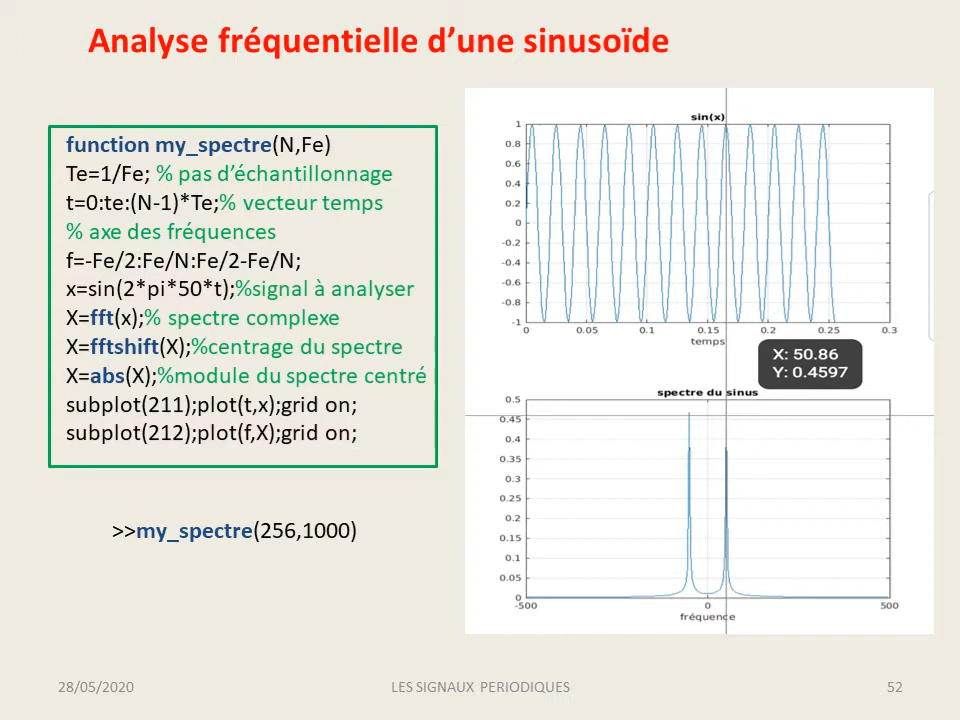 Analyse fréquentielle d’une sinusoïde
function my_spectre(N,Fe)
Te=1/Fe; % pas d’échantillonnage
t=0:te:(N-1)*Te;% vecteur temps
% axe des fréquences
f=-Fe/2:Fe/N:Fe/2-Fe/N;
x=sin(2*pi*50*t);%signal à analyser
X=fft(x);% spectre complexe
X=fftshift(X);%centrage du spectre
X=abs(X);%module du spectre centré
subplot(211);plot(t,x);grid on;
subplot(212);plot(f,X);grid on;
>>my_spectre(256,1000)
sin(x)
1
0.8
0.6
0.4
0.2
0
-0.2
-0.4
-0.6
-0.8
-1
0 0.05 0.1 0.15 0.2 0.25 0.3
temps
X: 50.86
Y: 0.4597
spectre du sinus
0.5
0.45
0.4
0.35
0.3
0.25
0.2
0.15
0.1
0.05
0
-500 0 500
fréquence
28/05/2020
LES SIGNAUX PERIODIQUES
52